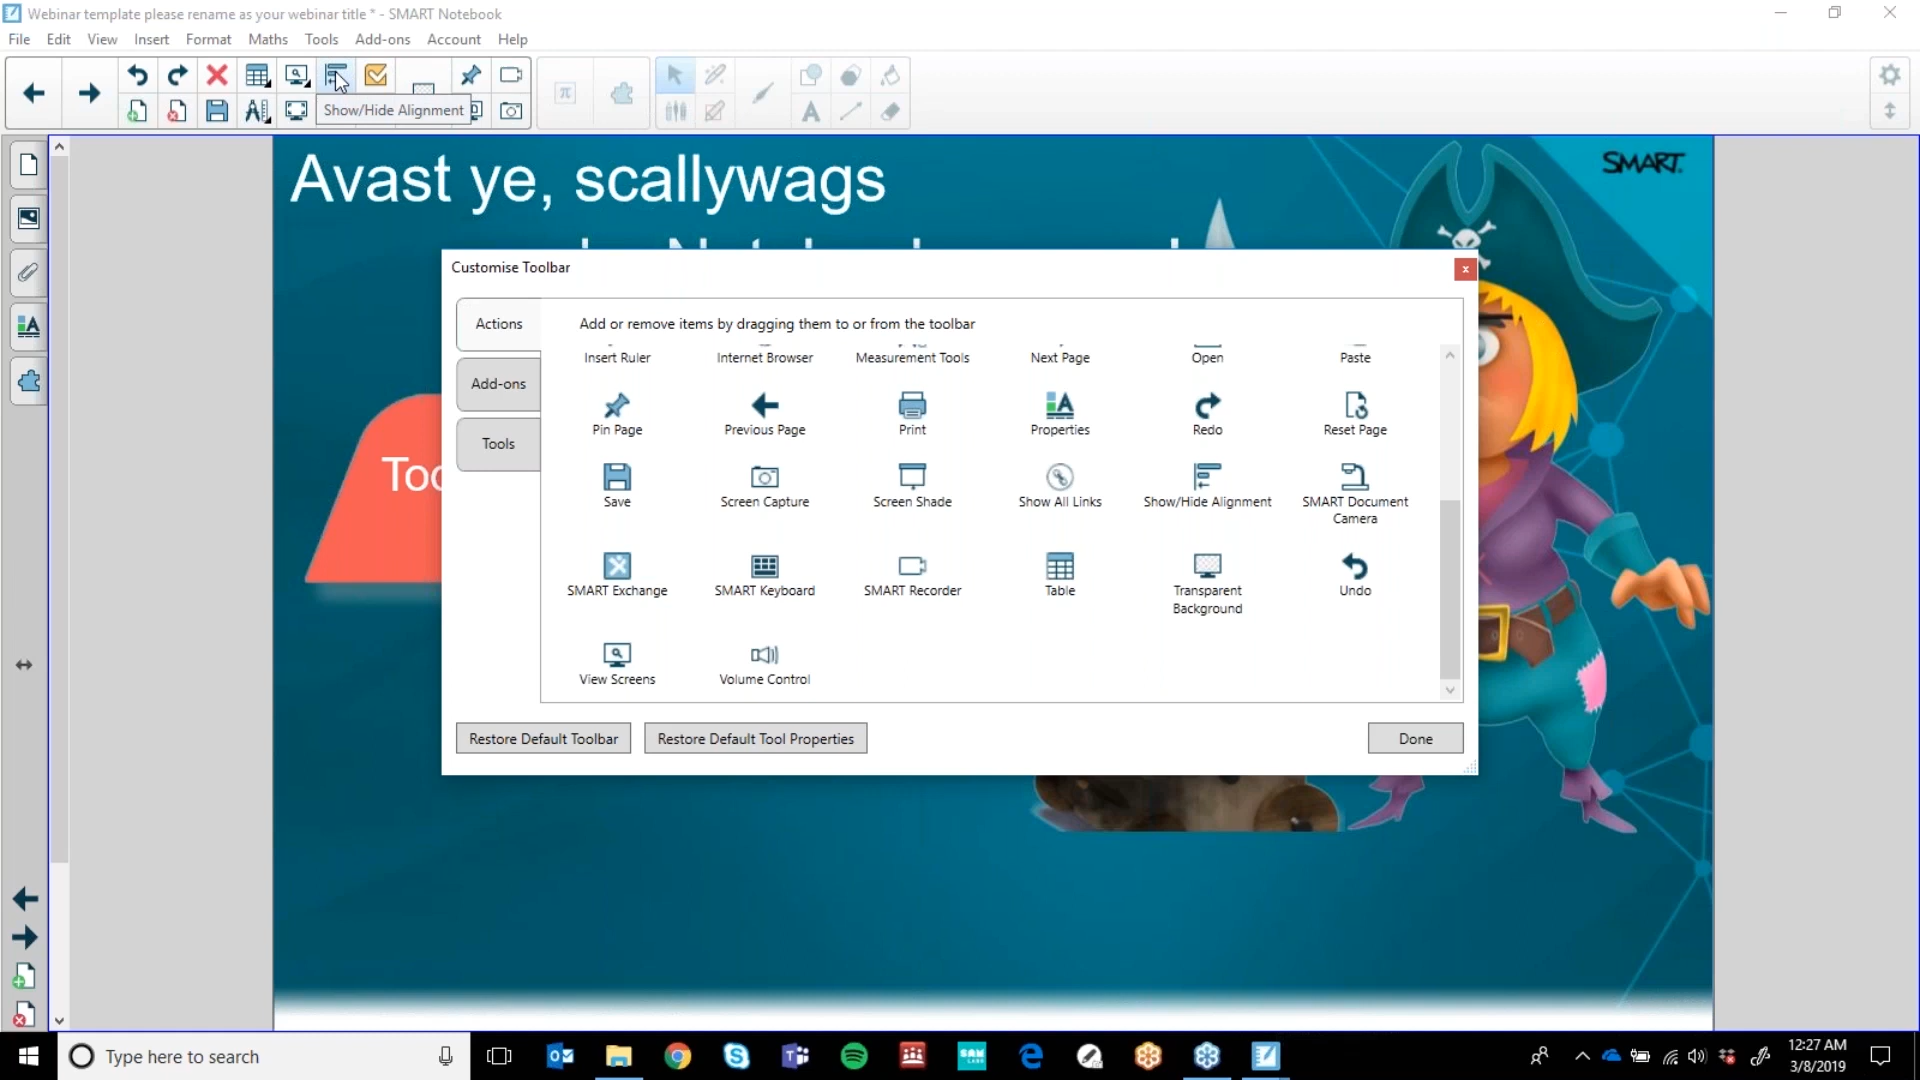 Webinar template please rename as your webinar title * - SMART Notebook
File Edit View Insert Format Maths Tools Add-ons Account Help
Show/Hide Alignment
Avast ye, scallywags
SMART
Customise Toolbar
Actions
Add-ons
Tools
Add or remove items by dragging them to or from the toolbar
Insert Ruler Internet Browser Measurement Tools Next Page Open Paste
Pin Page Previous Page Print Properties Redo Reset Page
Save Screen Capture Screen Shade Show All Links Show/Hide Alignment SMART Document
Camera
SMART Exchange SMART Keyboard SMART Recorder Table Transparent Undo
Background
View Screens Volume Control
Restore Default Toolbar Restore Default Tool Properties Done
Type here to search
12:27 AM
3/8/2019